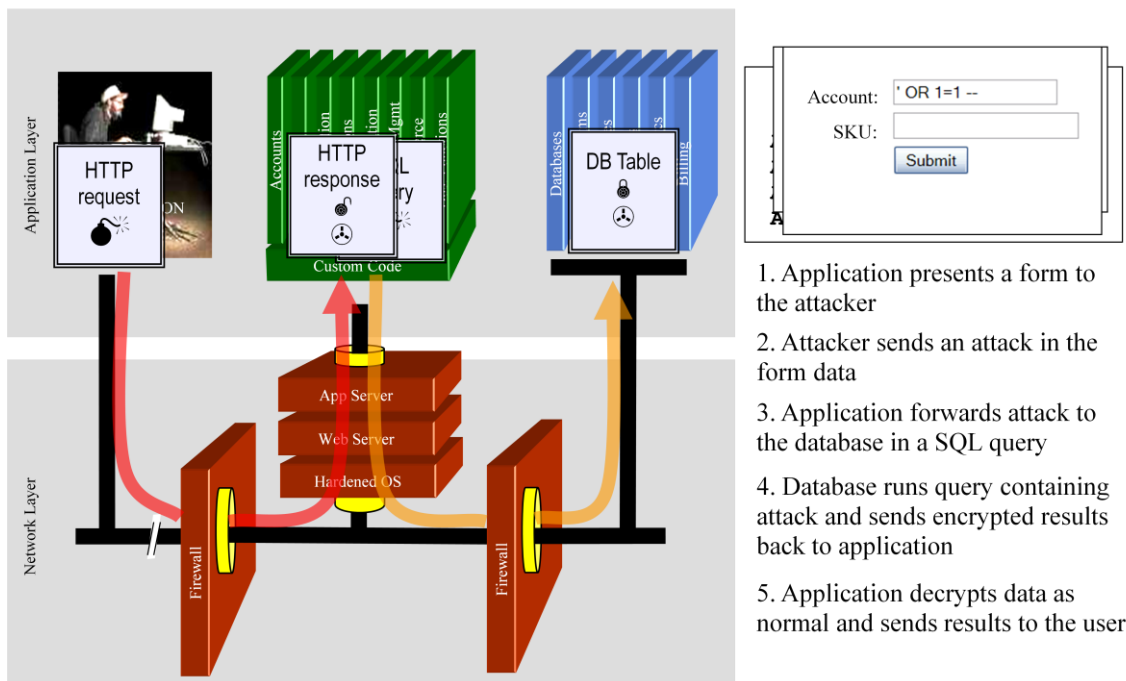 Application Layer
HTTP
request
ON
Accounts
HTTP
response
Custom Code
DB Table
Databases
Billing
Network Layer
App Server
Web Server
Hardened OS
Firewall
Firewall
Account: ' OR 1=1 --
SKU:
Submit
A
1. Application presents a form to
the attacker
2. Attacker sends an attack in the
form data
3. Application forwards attack to
the database in a SQL query
4. Database runs query containing
attack and sends encrypted results
back to application
5. Application decrypts data as
normal and sends results to the user